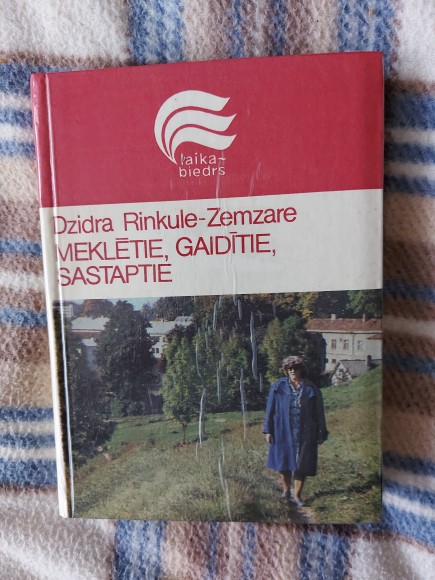 laika-
biedrs
Dzidra Rinkule-Zemzare
MEKLĒTIE, GAIDĪTIE,
SASTAPTIE